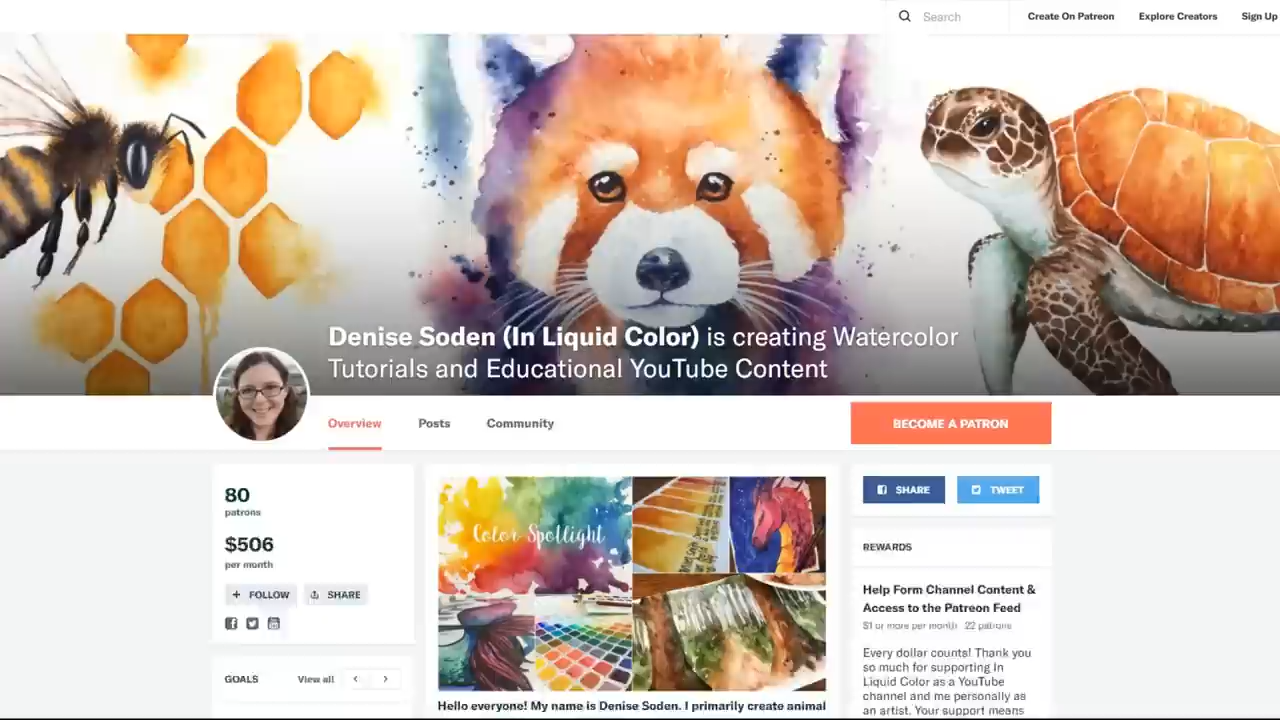 Search
Create On Patreon
Explore Creators
Sign Up
Denise Soden (In Liquid Color) is creating Watercolor
Tutorials and Educational YouTube Content
Overview
Posts
Community
BECOME A PATRON
80
patrons
$506
per month
+ FOLLOW
SHARE
GOALS
View all
Color Spotlight
Hello everyone! My name is Denise Soden. I primarily create animal
SHARE
TWEET
REWARDS
Help Form Channel Content &
Access to the Patreon Feed
$1 or more per month · 22 patrons
Every dollar counts! Thank you
so much for supporting In
Liquid Color as a YouTube
channel and me personally as
an artist. Your support means